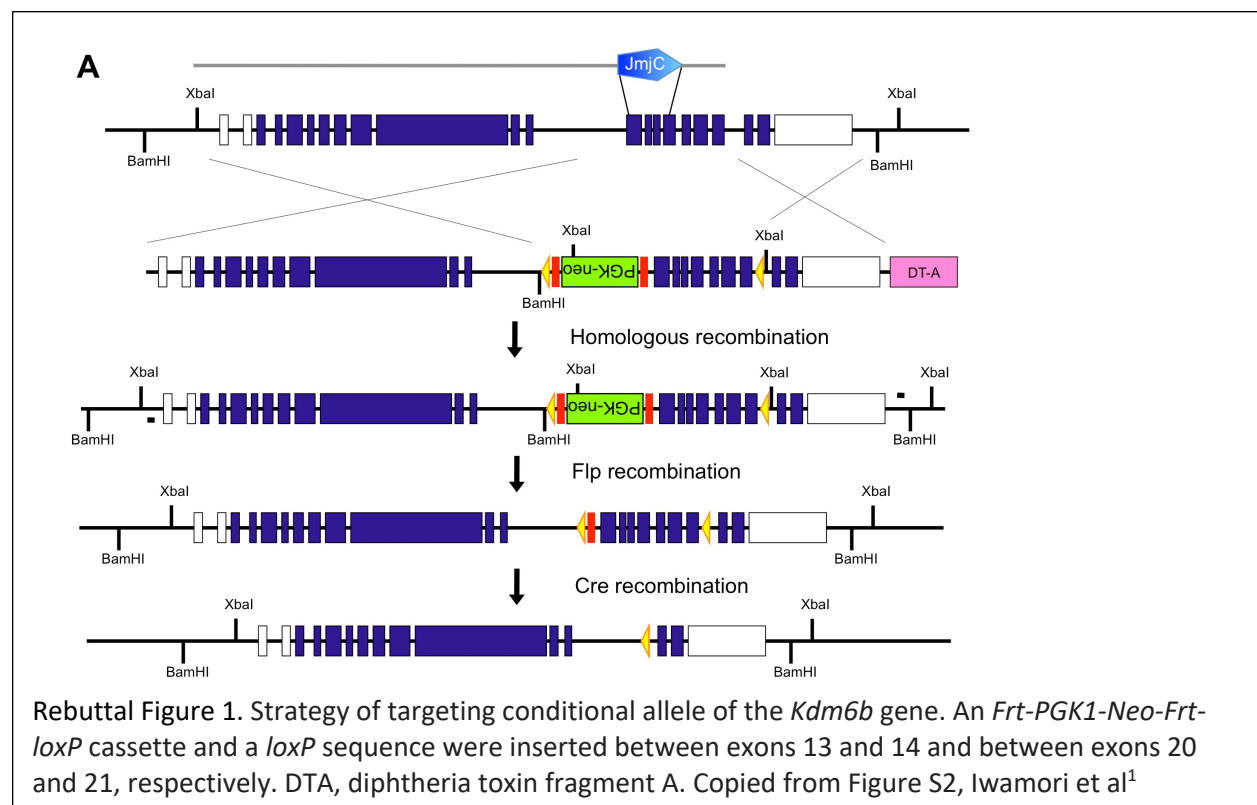 A
JmjC
XbaI
XbaI
BamHI
BamHI
XbaI
XbaI
PGK-neo
DT-A
BamHI
Homologous recombination
XbaI
XbaI
XbaI
XbaI
PGK-neo
BamHI
BamHI
BamHI
Flp recombination
XbaI
XbaI
BamHI
BamHI
Cre recombination
XbaI
XbaI
BamHI
BamHI
Rebuttal Figure 1. Strategy of targeting conditional allele of the Kdm6b gene. An Frt-PGK1-Neo-Frt-
loxP cassette and a loxP sequence were inserted between exons 13 and 14 and between exons 20
and 21, respectively. DTA, diphtheria toxin fragment A. Copied from Figure S2, Iwamori et al1